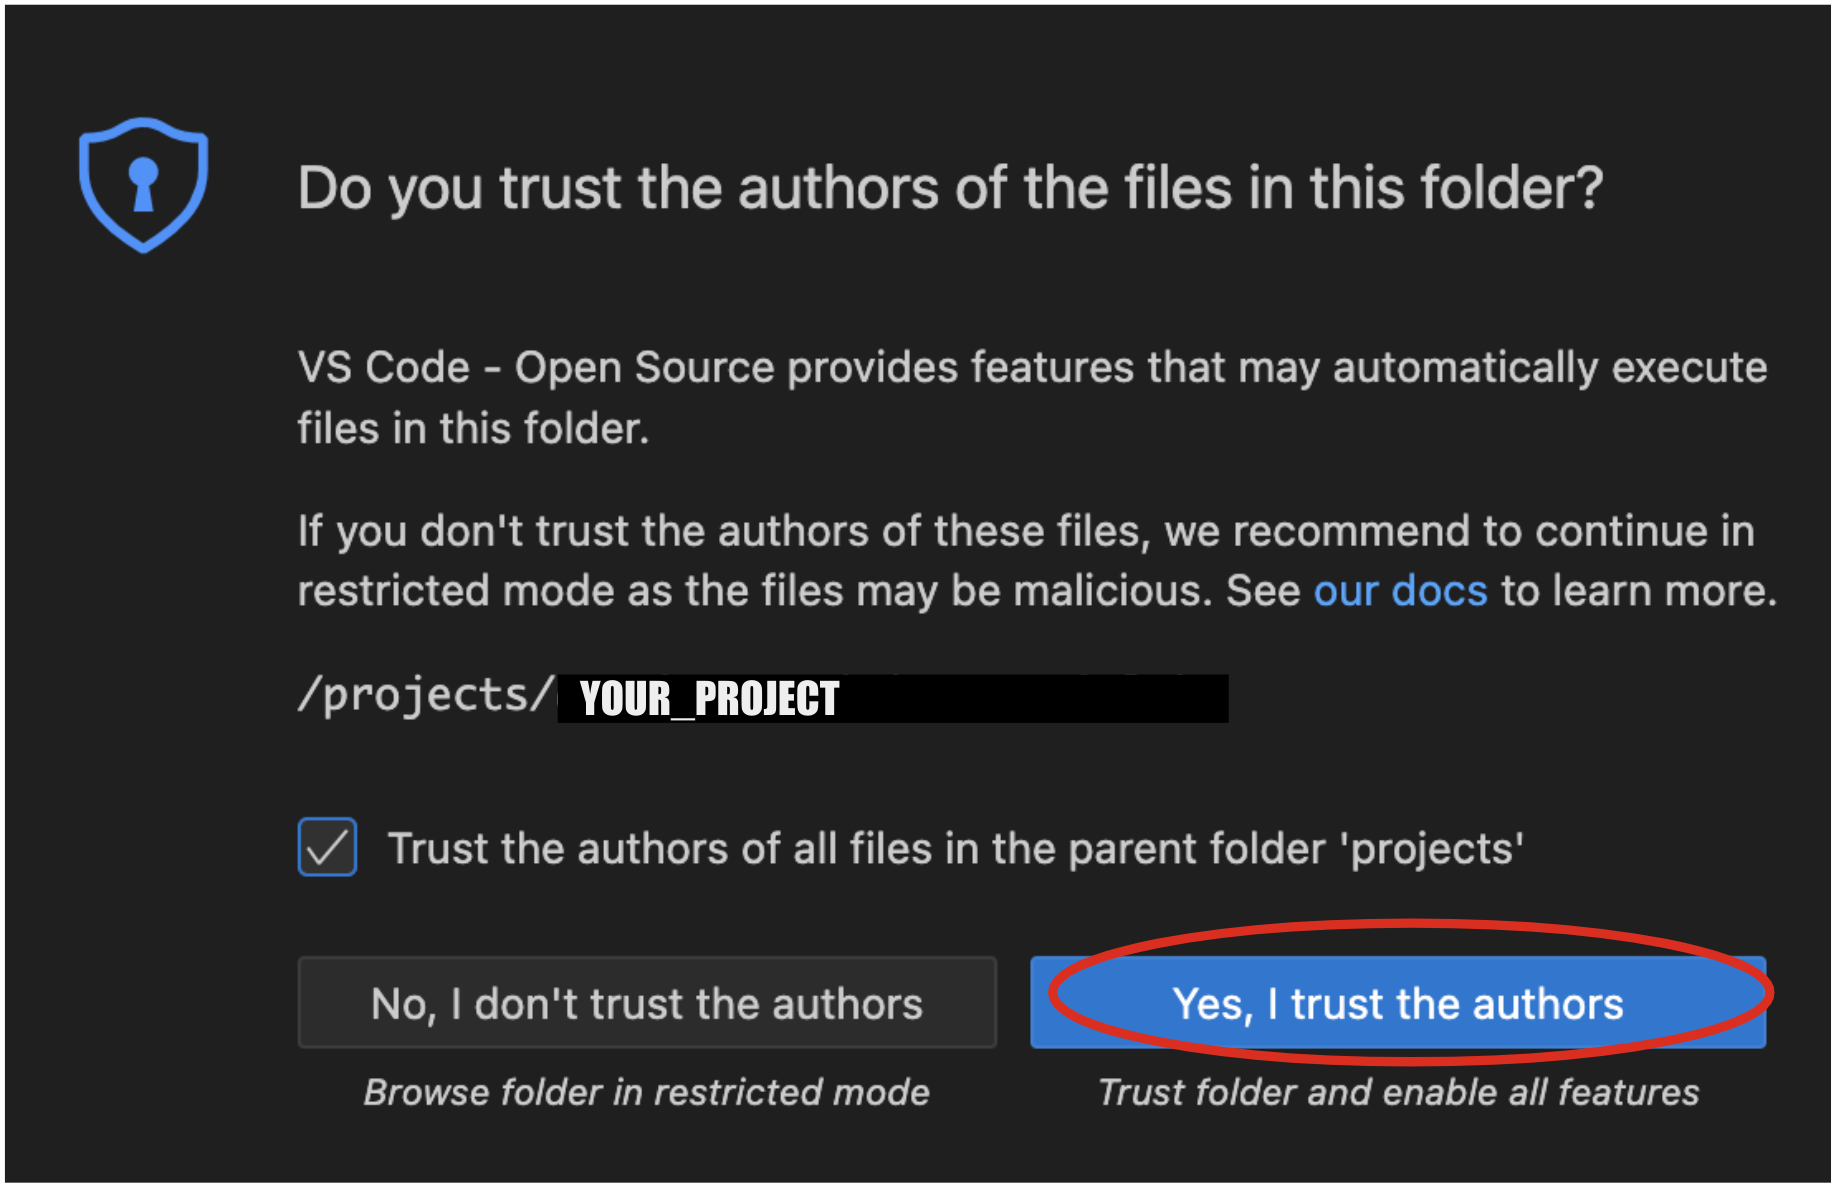 Do you trust the authors of the files in this folder?
VS Code - Open Source provides features that may automatically execute
files in this folder.
If you don't trust the authors of these files, we recommend to continue in
restricted mode as the files may be malicious. See our docs to learn more.
/projects/ YOUR_PROJECT
Trust the authors of all files in the parent folder 'projects'
No, I don't trust the authors
Yes, I trust the authors
Browse folder in restricted mode
Trust folder and enable all features